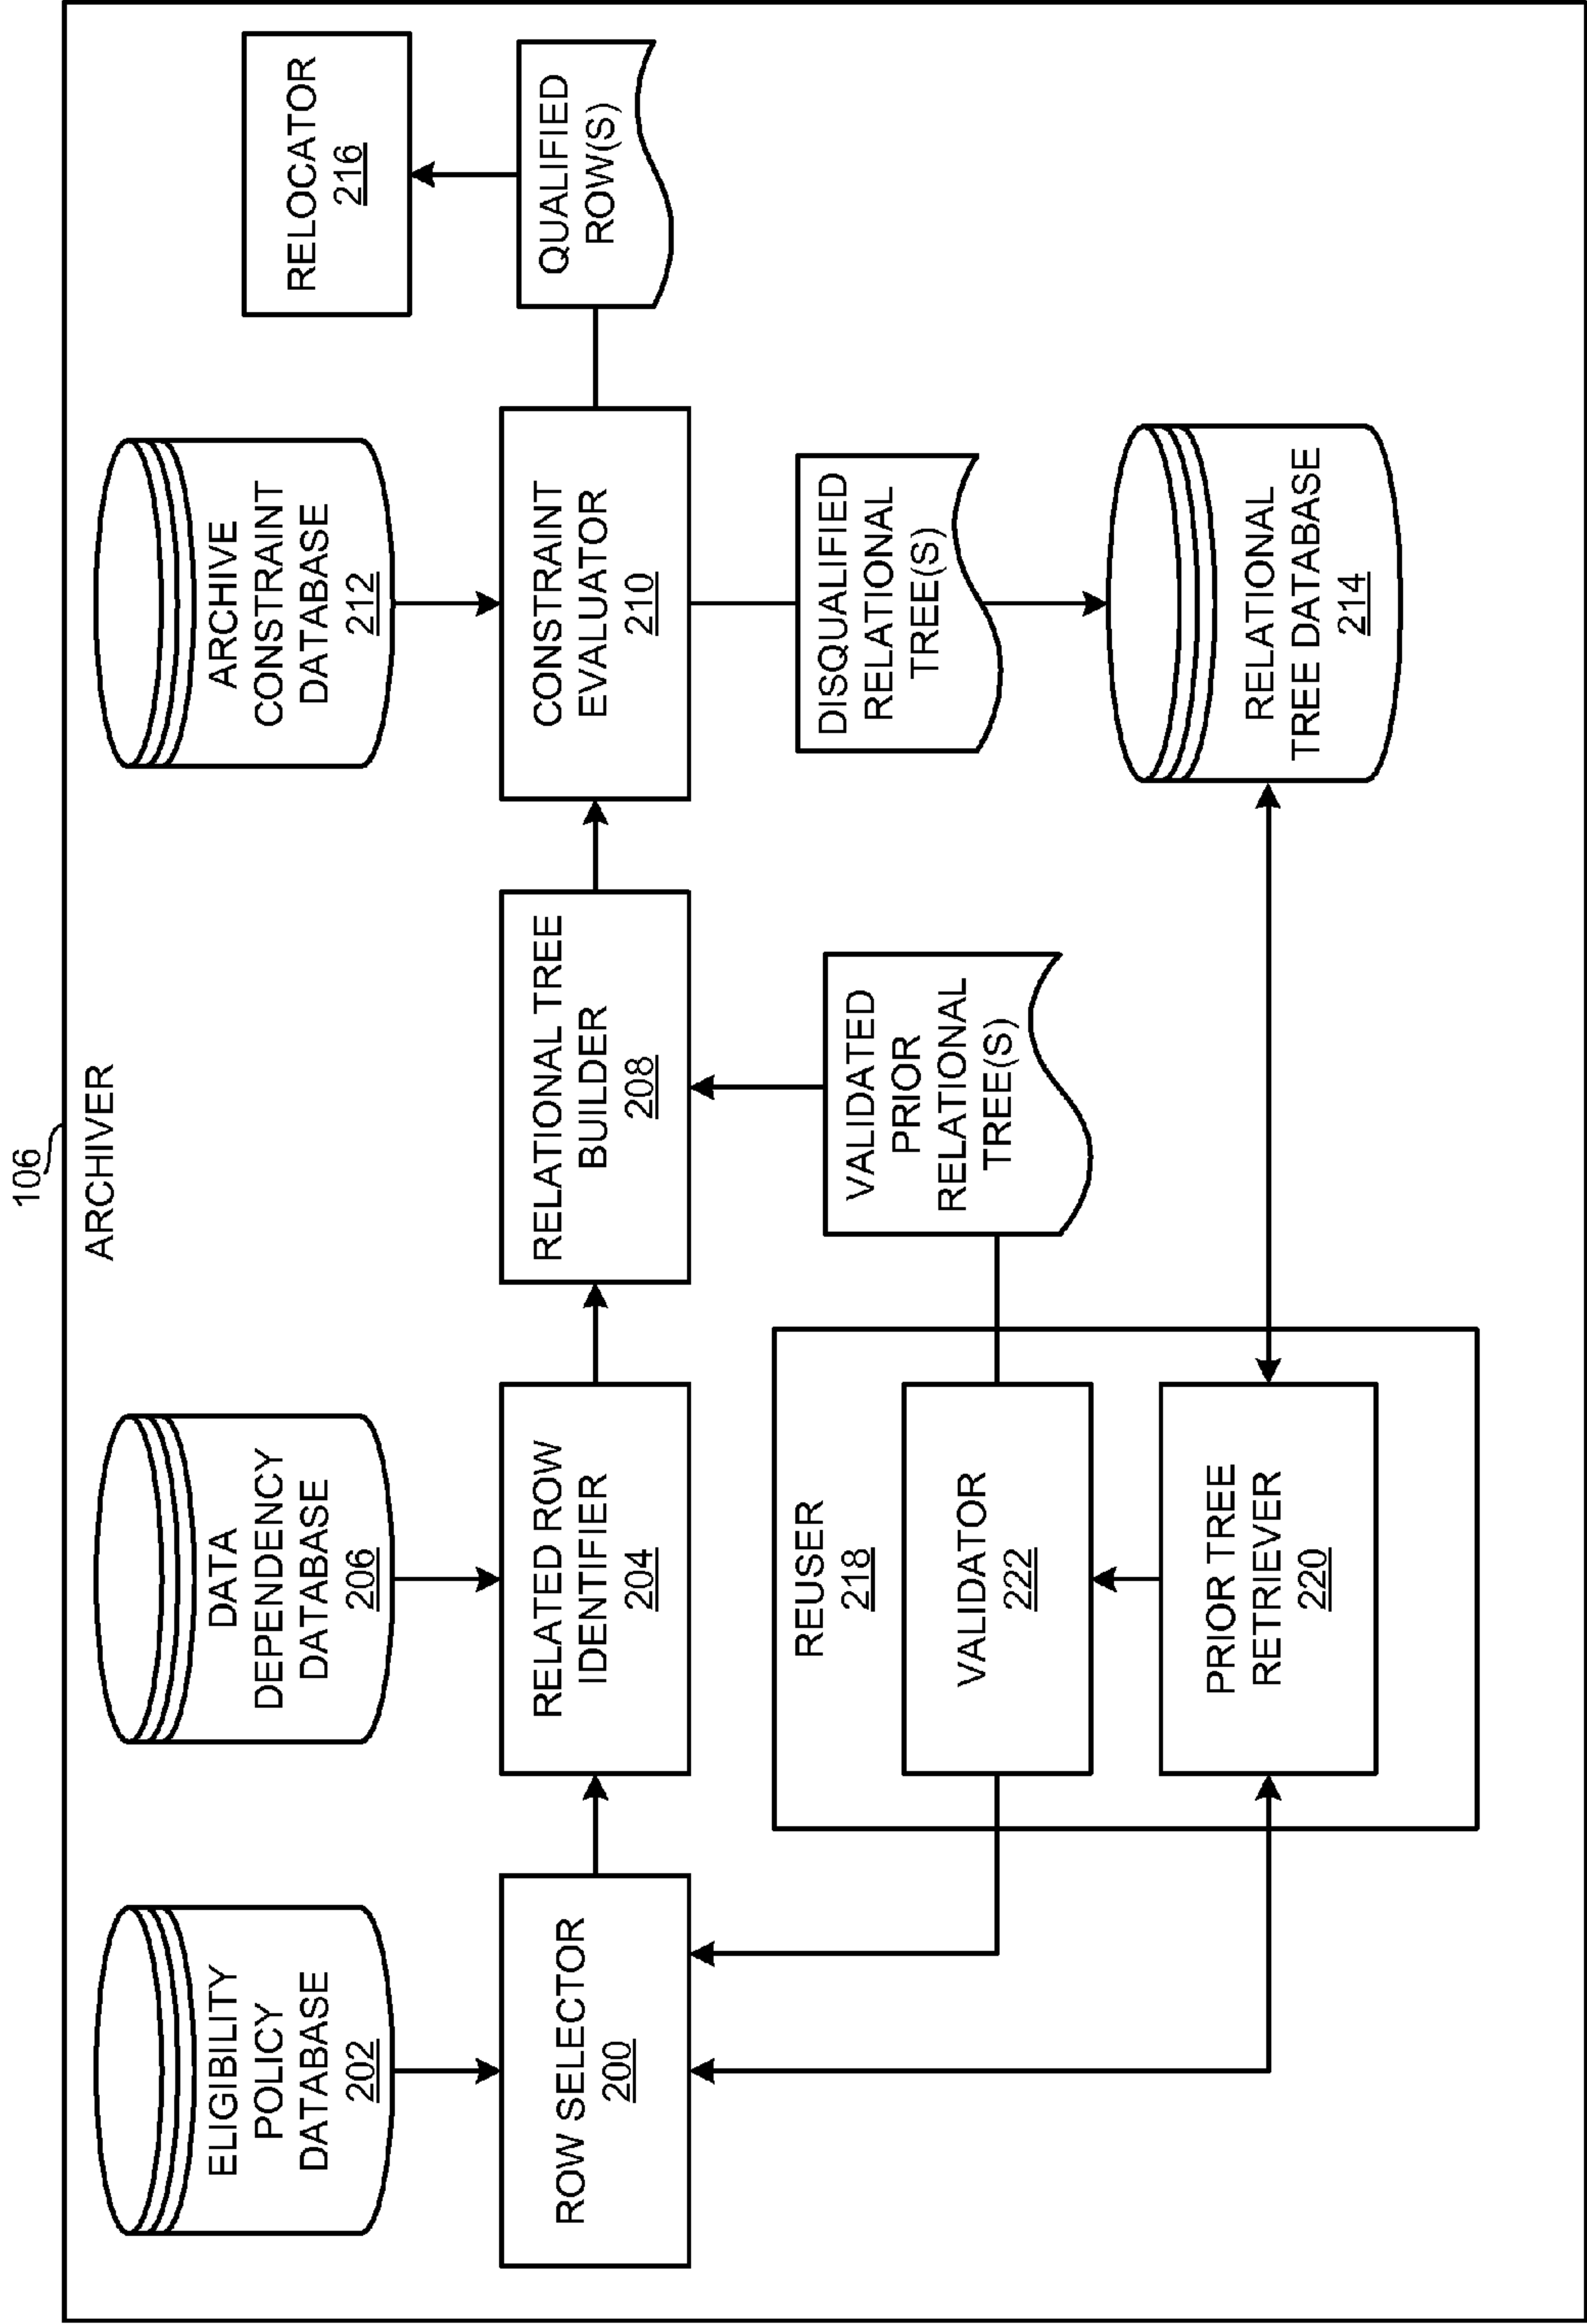 106
ARCHIVER
ELIGIBILITY
POLICY
DATABASE
202
DATA
DEPENDENCY
DATABASE
206
ARCHIVE
CONSTRAINT
DATABASE
212
RELOCATOR
216
ROW SELECTOR
200
RELATED ROW
IDENTIFIER
204
RELATIONAL TREE
BUILDER
208
CONSTRAINT
EVALUATOR
210
QUALIFIED
ROW(S)
REUSER
218
VALIDATOR
222
PRIOR TREE
RETRIEVER
220
VALIDATED
PRIOR
RELATIONAL
TREE(S)
DISQUALIFIED
RELATIONAL
TREE(S)
RELATIONAL
TREE DATABASE
214